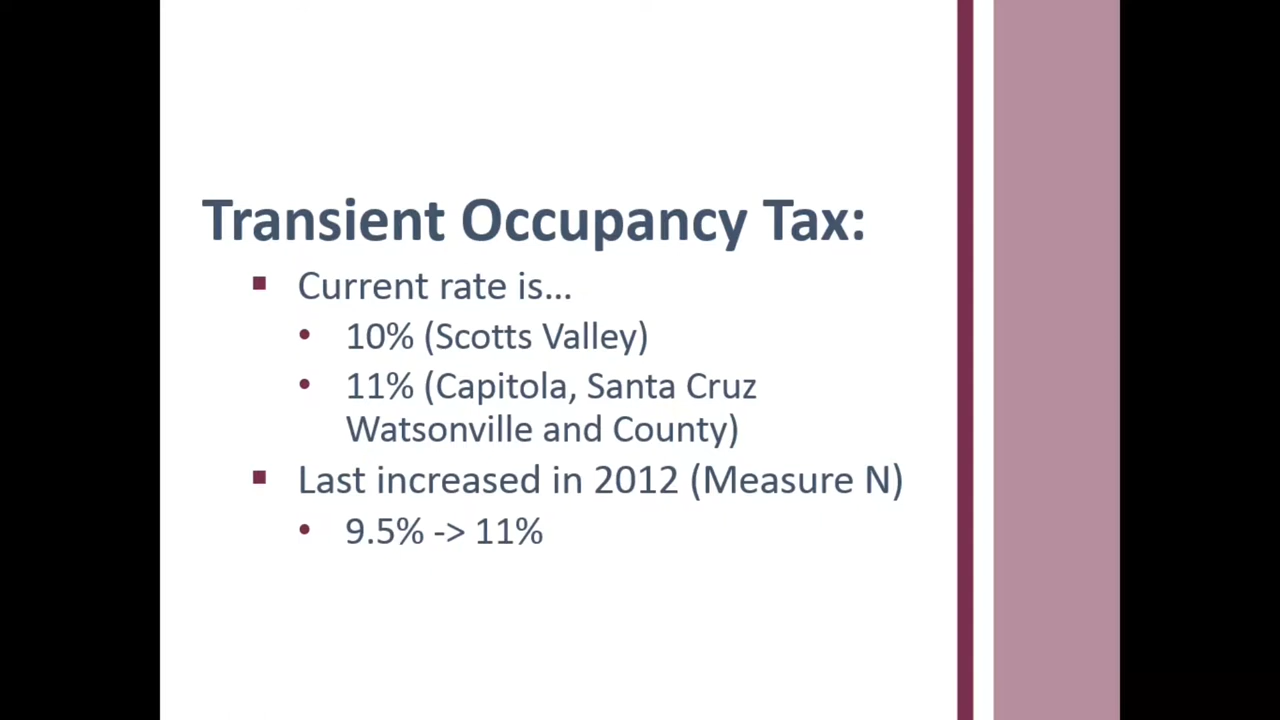 Transient Occupancy Tax:
Current rate is...
10% (Scotts Valley)
11% (Capitola, Santa Cruz
Watsonville and County)
Last increased in 2012 (Measure N)
9.5% -> 11%